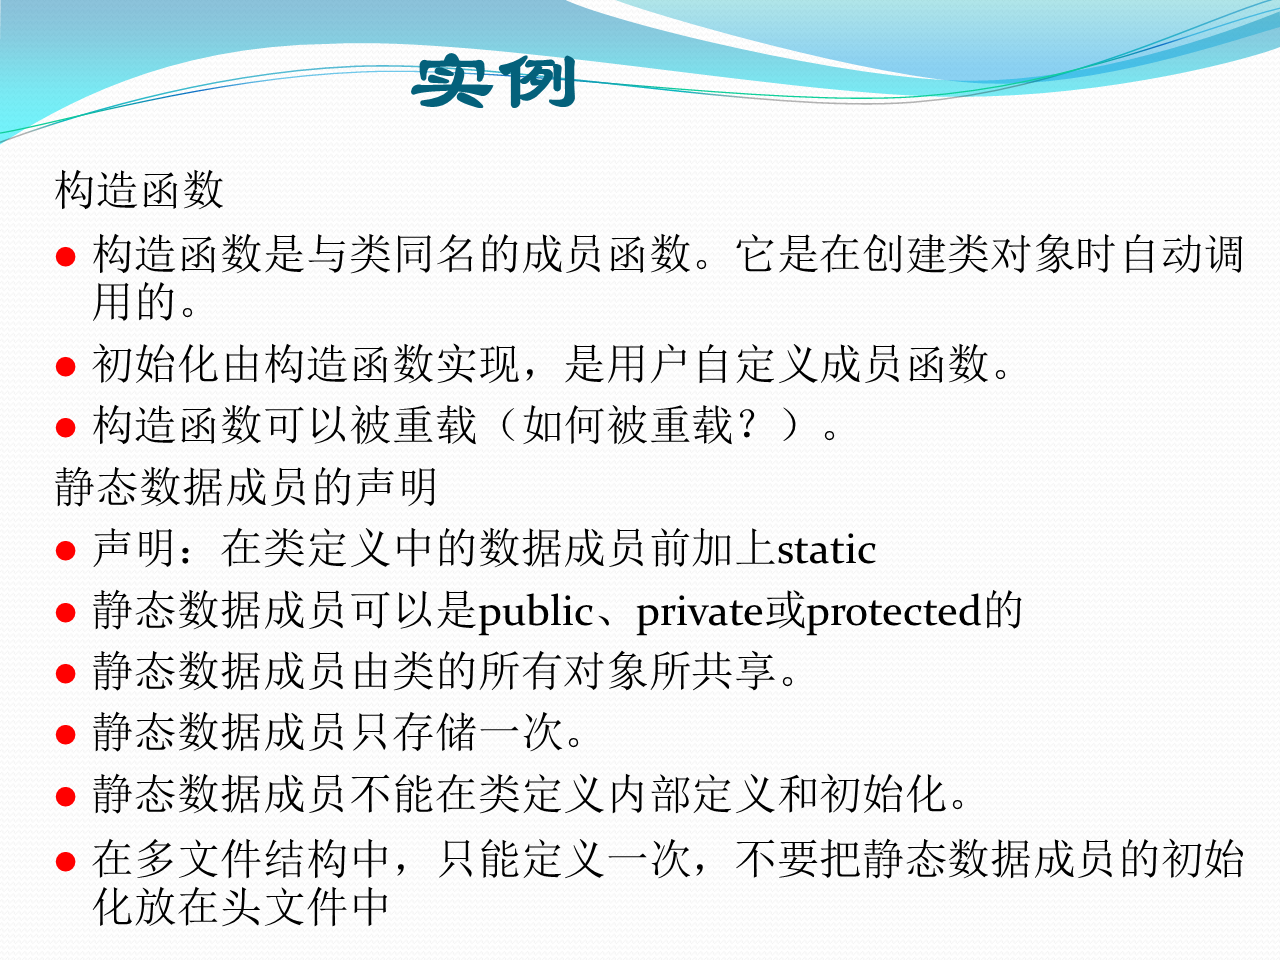 实例
构造函数
● 构造函数是与类同名的成员函数。它是在创建类对象时自动调
用的。
● 初始化由构造函数实现，是用户自定义成员函数。
● 构造函数可以被重载（如何被重载？）。
静态数据成员的声明
● 声明：在类定义中的数据成员前加上static
● 静态数据成员可以是public、private或protected的
● 静态数据成员由类的所有对象所共享。
● 静态数据成员只存储一次。
● 静态数据成员不能在类定义内部定义和初始化。
● 在多文件结构中，只能定义一次，不要把静态数据成员的初始
化放在头文件中